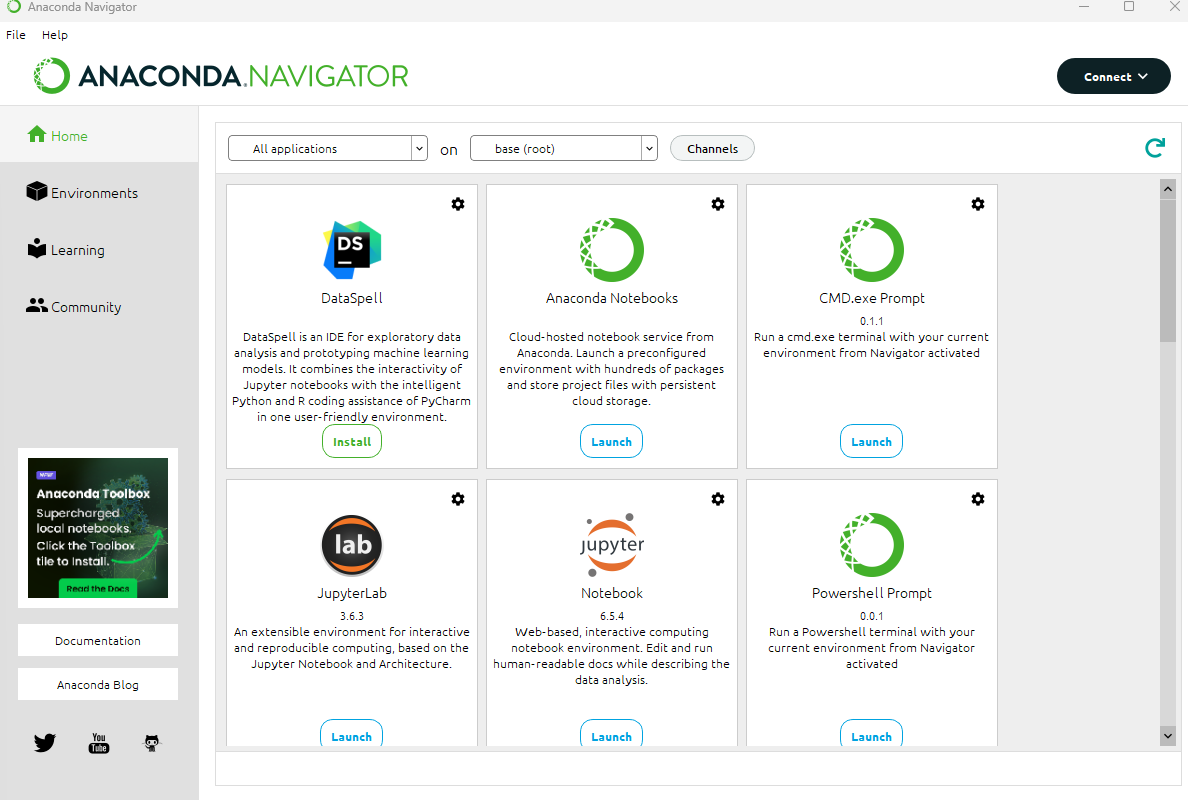 Anaconda Navigator
File Help
ANACONDA.NAVIGATOR
Connect
Home
Environments
Learning
Community
NEW!
Anaconda Toolbox
Supercharged
local notebooks.
Click the Toolbox
tile to Install.
Read the Docs
Documentation
Anaconda Blog
You
Tube
All applications on base (root) Channels
DS
DataSpell
DataSpell is an IDE for exploratory data
analysis and prototyping machine learning
models. It combines the interactivity of
Jupyter notebooks with the intelligent
Python and R coding assistance of PyCharm
in one user-friendly environment.
Install
Anaconda Notebooks
Cloud-hosted notebook service from
Anaconda. Launch a preconfigured
environment with hundreds of packages
and store project files with persistent
cloud storage.
Launch
CMD.exe Prompt
0.1.1
Run a cmd.exe terminal with your current
environment from Navigator activated
Launch
lab
JupyterLab
3.6.3
An extensible environment for interactive
and reproducible computing, based on the
Jupyter Notebook and Architecture.
Launch
jupyter
Notebook
6.5.4
Web-based, interactive computing
notebook environment. Edit and run
human-readable docs while describing the
data analysis.
Launch
Powershell Prompt
0.0.1
Run a Powershell terminal with your
current environment from Navigator
activated
Launch